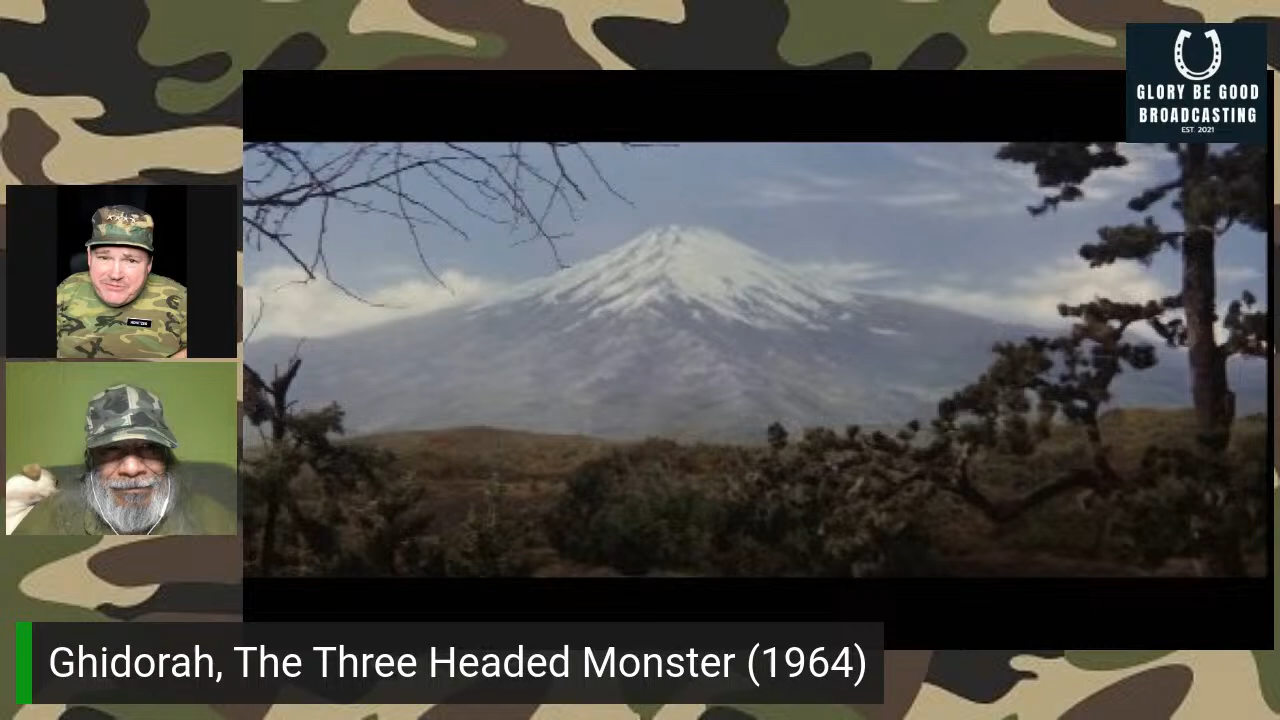 GLORY BE GOOD
BROADCASTING
EST. 2021
Ghidorah, The Three Headed Monster (1964)